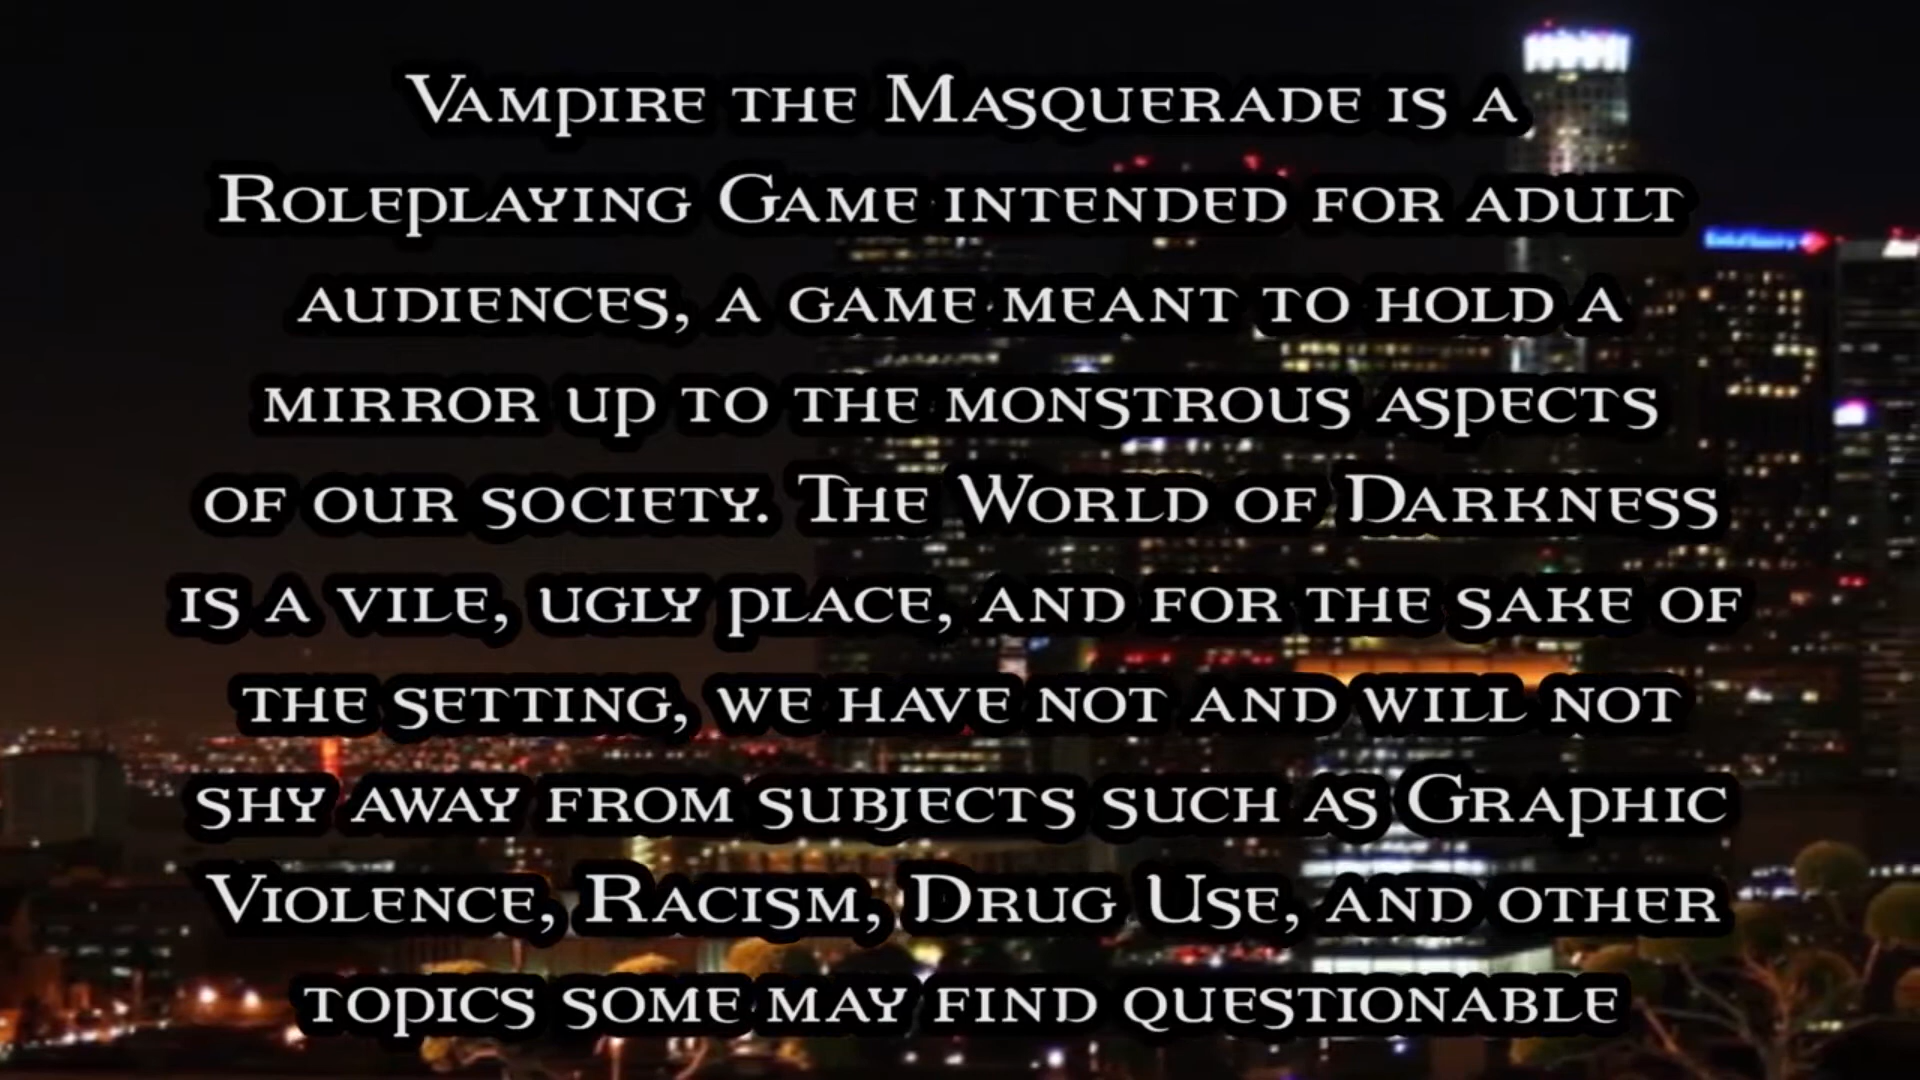 Vampire the Masquerade is a
Roleplaying Game intended for adult
audiences, a game meant to hold a
mirror up to the monstrous aspects
of our society. The World of Darkness
is a vile, ugly place, and for the sake of
the setting, we have not and will not
shy away from subjects such as Graphic
Violence, Racism, Drug Use, and other
topics some may find questionable